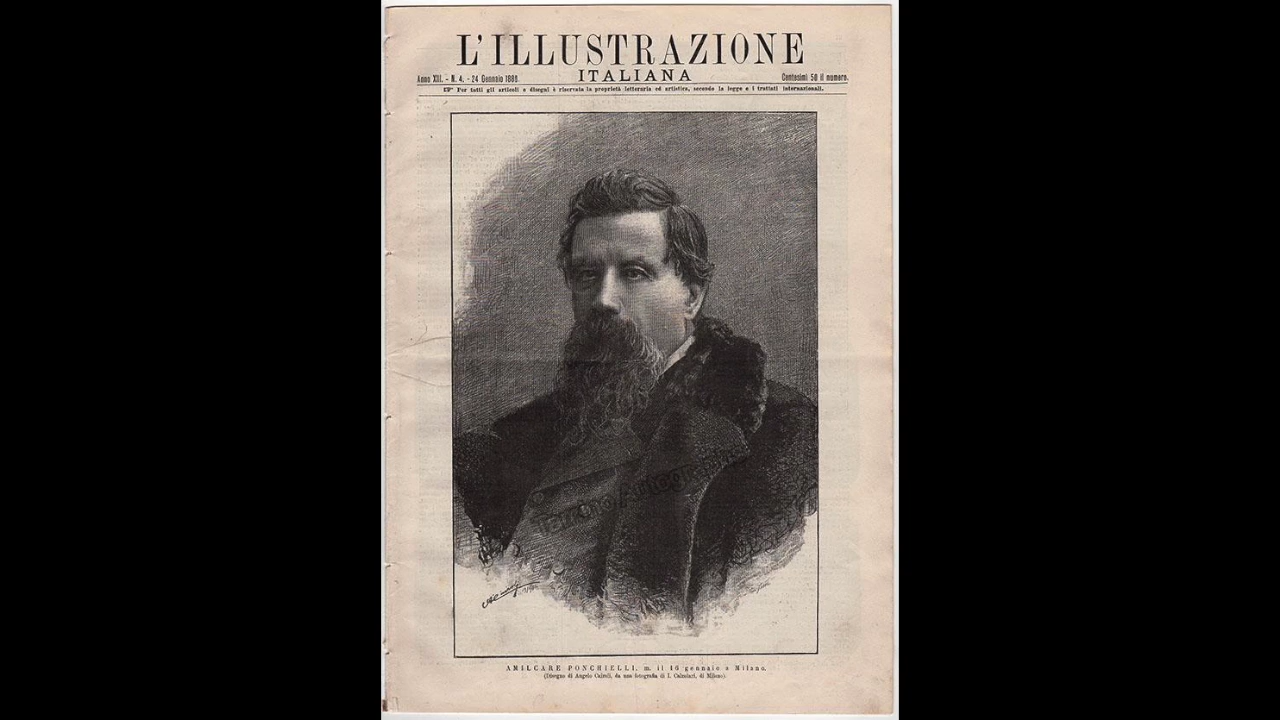 L'ILLUSTRAZIONE
ITALIANA
Anno XIII. - N. 4. - 24 Gennaio 1886.
Centesimi 50 il numero.
Per tutti gli articoli e disegni è riservata la proprietà letteraria ed artistica, secondo le leggi e i trattati internazionali.
AMILCARE PONCHIELLI, m. il 16 gennaio a Milano.
(Disegno di Angelo Cairoli, da una fotografia di I. Calzolari, di Milano).